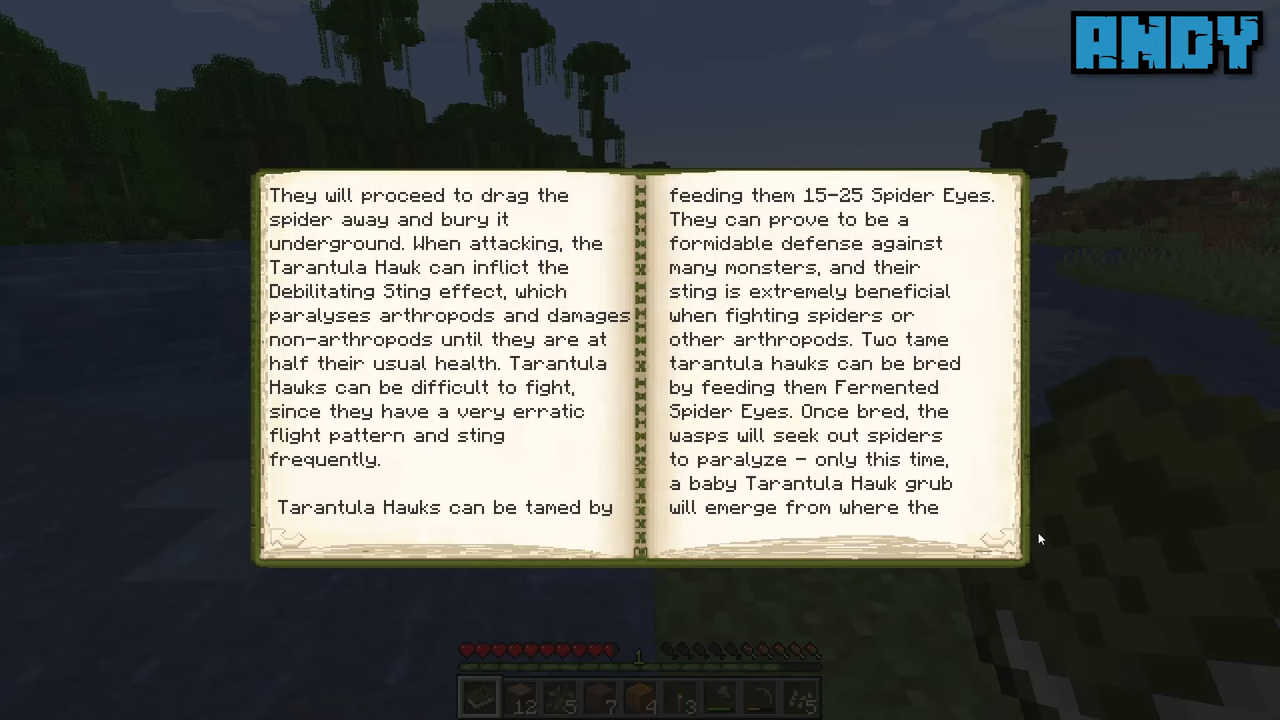 ANDY
They will proceed to drag the
spider away and bury it
underground. When attacking, the
Tarantula Hawk can inflict the
Debilitating Sting effect, which
paralyses arthropods and damages
non-arthropods until they are at
half their usual health. Tarantula
Hawks can be difficult to fight,
since they have a very erratic
flight pattern and sting
frequently.
Tarantula Hawks can be tamed by
feeding them 15-25 Spider Eyes.
They can prove to be a
formidable defense against
many monsters, and their
sting is extremely beneficial
when fighting spiders or
other arthropods. Two tame
tarantula hawks can be bred
by feeding them Fermented
Spider Eyes. Once bred, the
wasps will seek out spiders
to paralyze - only this time,
a baby Tarantula Hawk grub
will emerge from where the
1
12 5 7 4 3 5